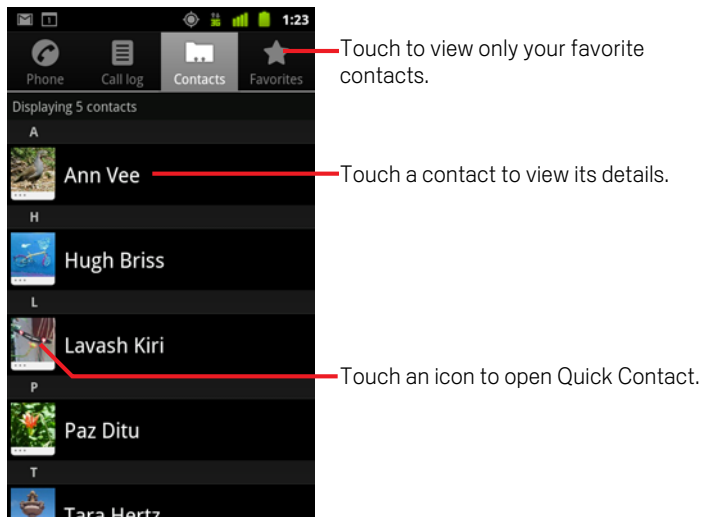 1:23
Phone Call log Contacts Favorites
Touch to view only your favorite
contacts.
Displaying 5 contacts
A
Ann Vee
Touch a contact to view its details.
H
Hugh Briss
L
Lavash Kiri
Touch an icon to open Quick Contact.
P
Paz Ditu
T
Tara Hertz